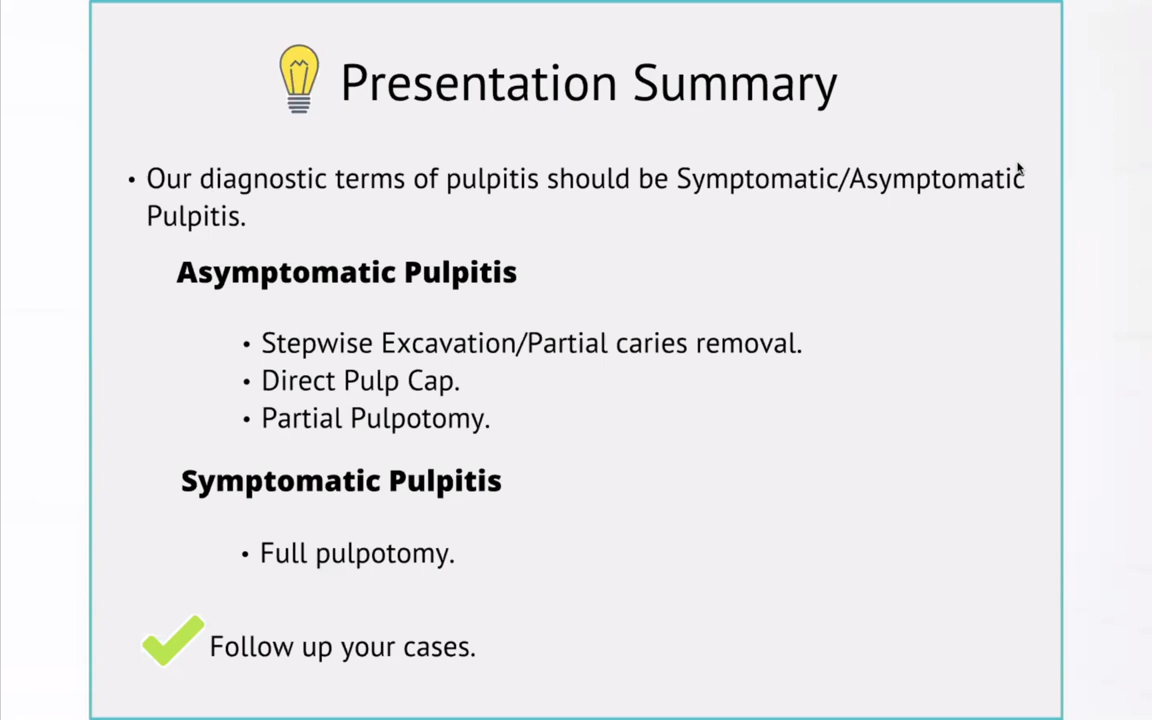 Presentation Summary
• Our diagnostic terms of pulpitis should be Symptomatic/Asymptomatic
Pulpitis.
Asymptomatic Pulpitis
• Stepwise Excavation/Partial caries removal.
• Direct Pulp Cap.
• Partial Pulpotomy.
Symptomatic Pulpitis
• Full pulpotomy.
Follow up your cases.